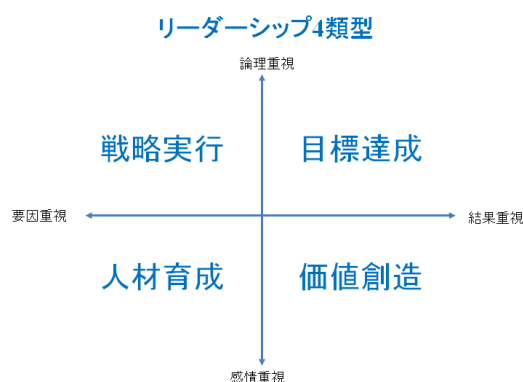 リーダーシップ4類型
論理重視
戦略実行
目標達成
要因重視
結果重視
人材育成
価値創造
感情重視